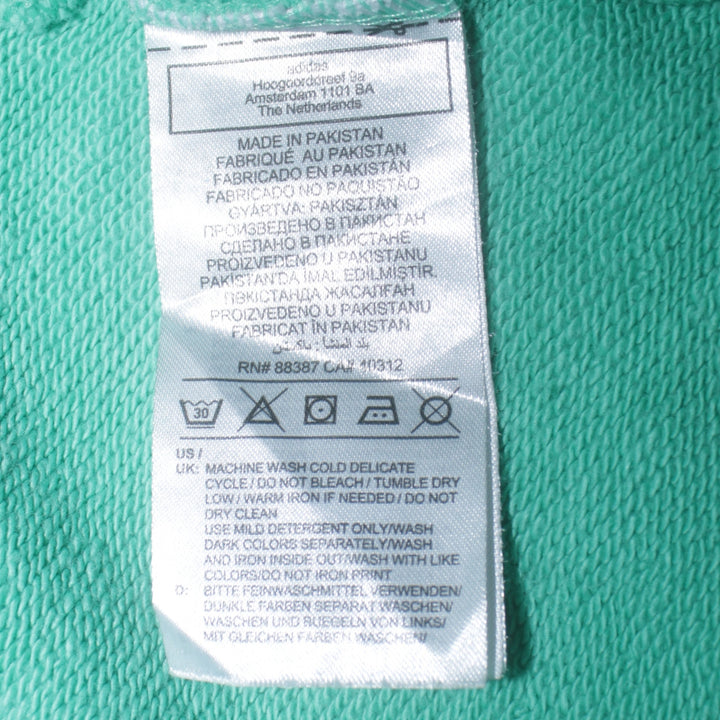 adidas
Hoogoorddreef 9a
Amsterdam 1101 BA
The Netherlands
MADE IN PAKISTAN
FABRIQUÉ AU PAKISTAN
FABRICADO EN PAKISTÁN
FABRICADO NO PAQUISTÃO
GYÁRTVA: PAKISZTÁN
ПРОИЗВЕДЕНО В ПАКИСТАН
СДЕЛАНО В ПАКИСТАНЕ
PROIZVEDENO U PAKISTANU
PAKİSTAN'DA İMAL EDİLMİŞTİR.
ПӘКІСТАНДА ЖАСАЛҒАН
PROIZVEDENO U PAKISTANU
FABRICAT ÎN PAKISTAN
بلد المنشأ: باكستان
RN# 88387 CA# 40312
30
US /
UK: MACHINE WASH COLD DELICATE
CYCLE / DO NOT BLEACH / TUMBLE DRY
LOW / WARM IRON IF NEEDED / DO NOT
DRY CLEAN
USE MILD DETERGENT ONLY/WASH
DARK COLORS SEPARATELY/WASH
AND IRON INSIDE OUT/WASH WITH LIKE
COLORS/DO NOT IRON PRINT
D: BITTE FEINWASCHMITTEL VERWENDEN/
DUNKLE FARBEN SEPARAT WASCHEN/
WASCHEN UND BUEGELN VON LINKS/
MIT GLEICHEN FARBEN WASCHEN/